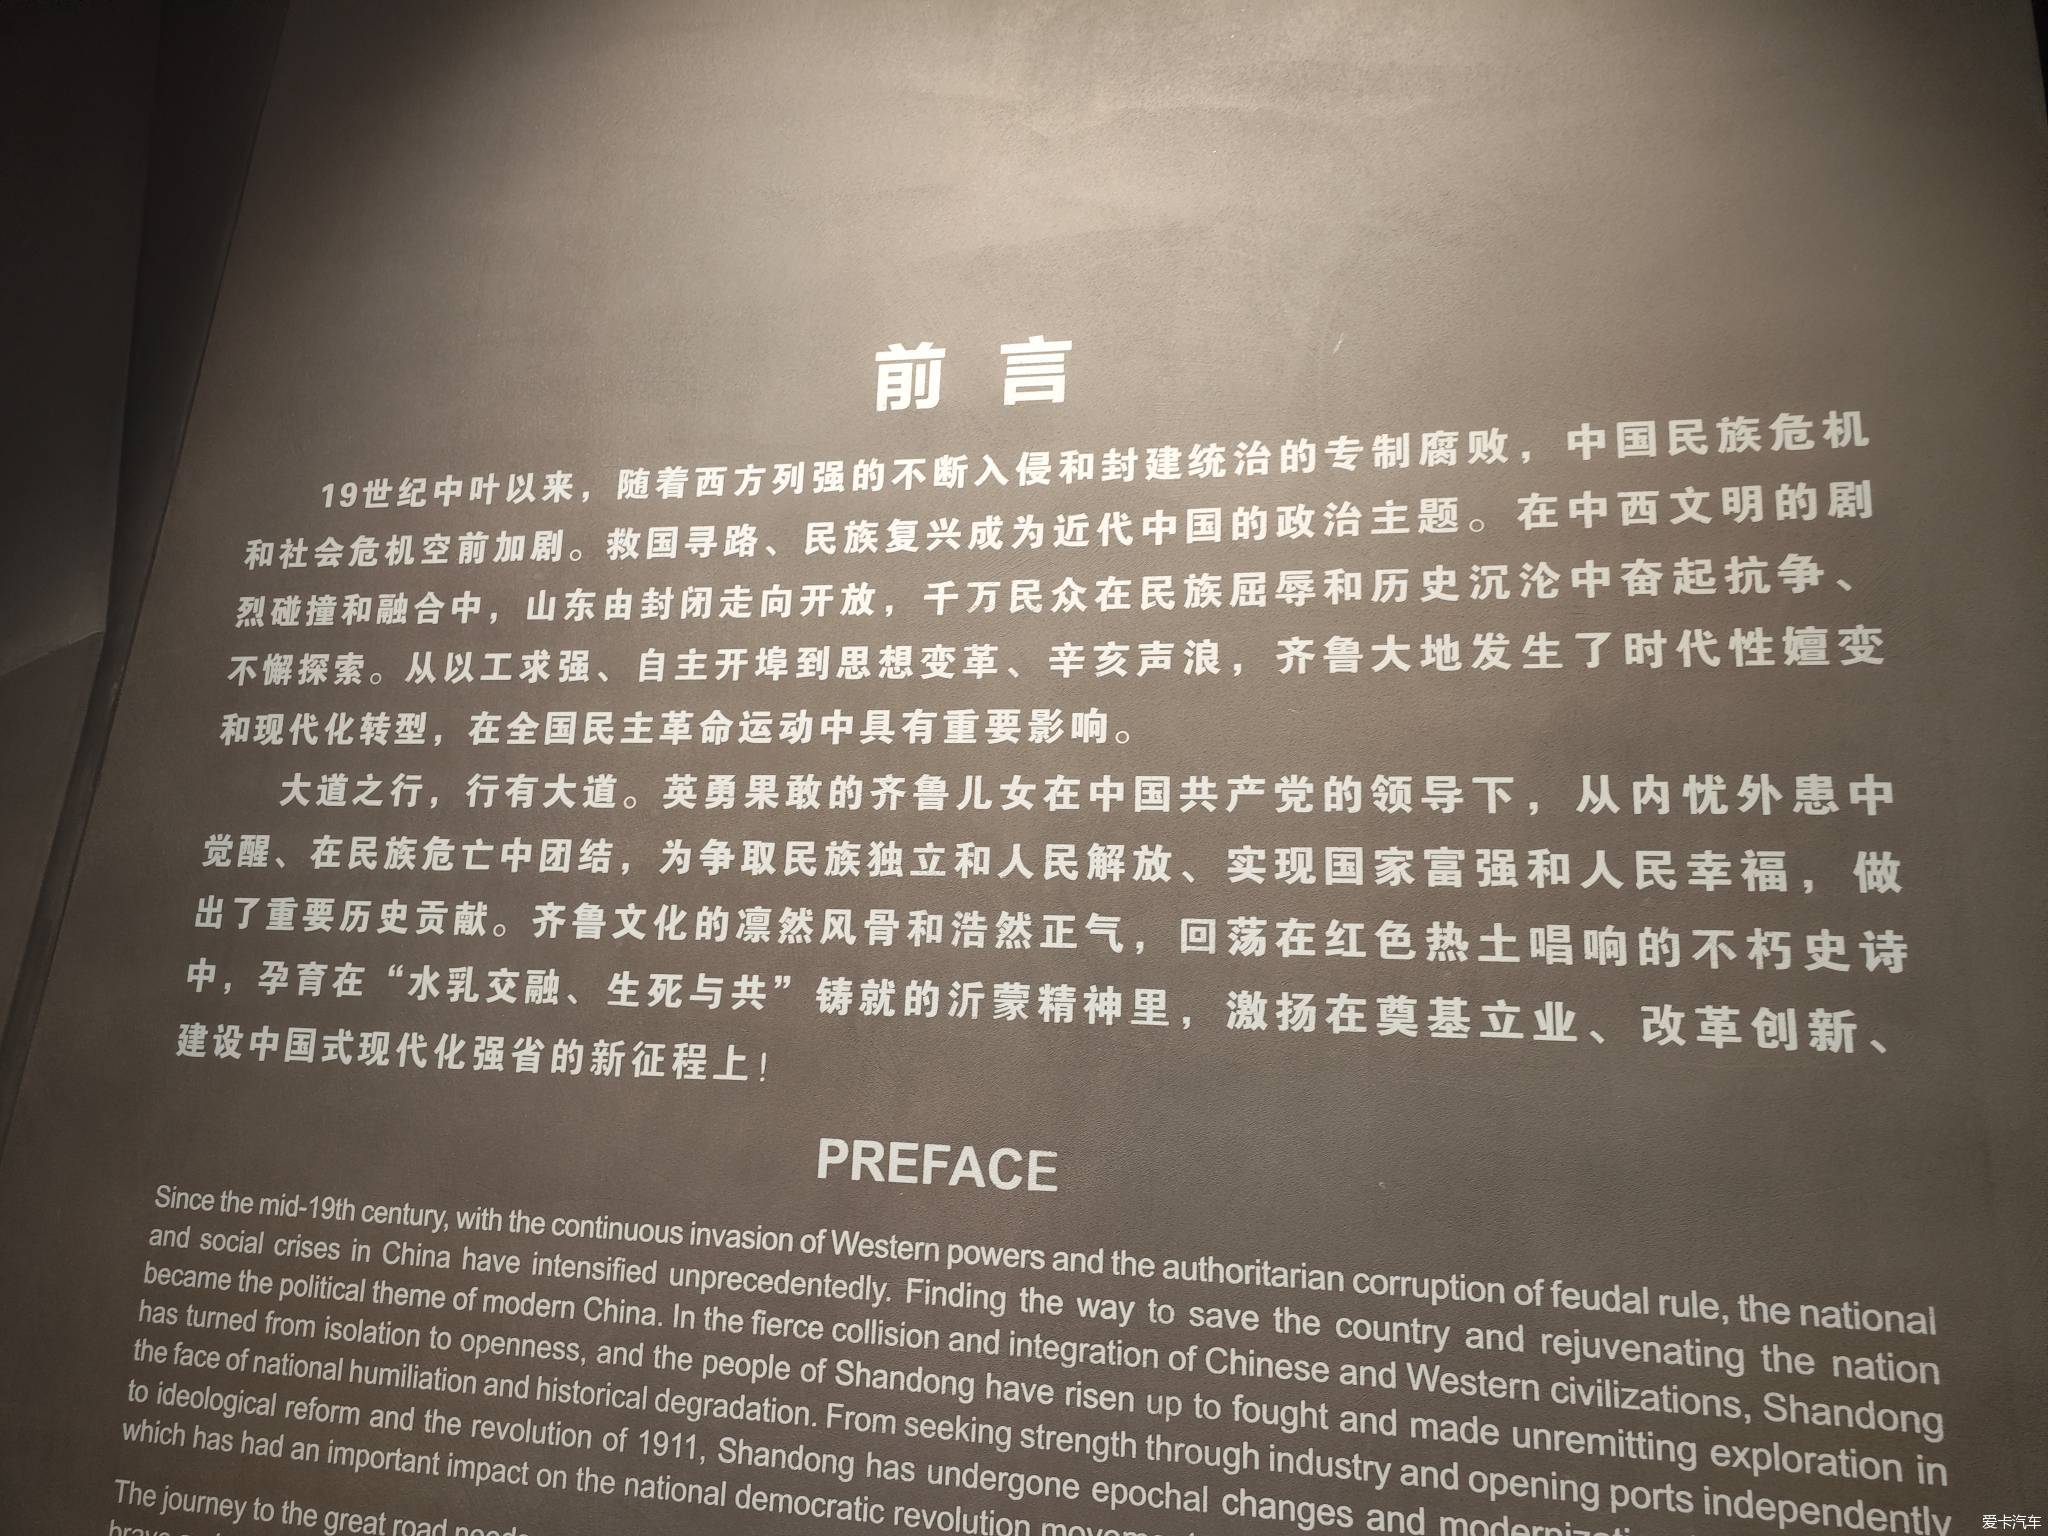 前言
19世纪中叶以来，随着西方列强的不断入侵和封建统治的专制腐败，中国民族危机
和社会危机空前加剧。救国寻路、民族复兴成为近代中国的政治主题。在中西文明的剧
烈碰撞和融合中，山东由封闭走向开放，千万民众在民族屈辱和历史沉沦中奋起抗争、
不懈探索。从以工求强、自主开埠到思想变革、辛亥声浪，齐鲁大地发生了时代性嬗变
和现代化转型，在全国民主革命运动中具有重要影响。
大道之行，行有大道。英勇果敢的齐鲁儿女在中国共产党的领导下，从内忧外患中
觉醒、在民族危亡中团结，为争取民族独立和人民解放、实现国家富强和人民幸福，做
出了重要历史贡献。齐鲁文化的凛然风骨和浩然正气，回荡在红色热土唱响的不朽史诗
中，孕育在“水乳交融、生死与共”铸就的沂蒙精神里，激扬在奠基立业、改革创新、
建设中国式现代化强省的新征程上！
PREFACE
Since the mid-19th century, with the continuous invasion of Western powers and the authoritarian corruption of feudal rule, the national
and social crises in China have intensified unprecedentedly. Finding the way to save the country and rejuvenating the nation
became the political theme of modern China. In the fierce collision and integration of Chinese and Western civilizations, Shandong
has turned from isolation to openness, and the people of Shandong have risen up to fought and made unremitting exploration in
the face of national humiliation and historical degradation. From seeking strength through industry and opening ports independently
to ideological reform and the revolution of 1911, Shandong has undergone epochal changes and
which has had an important impact on the national democratic revolution
The journey to the great road
爱卡汽车